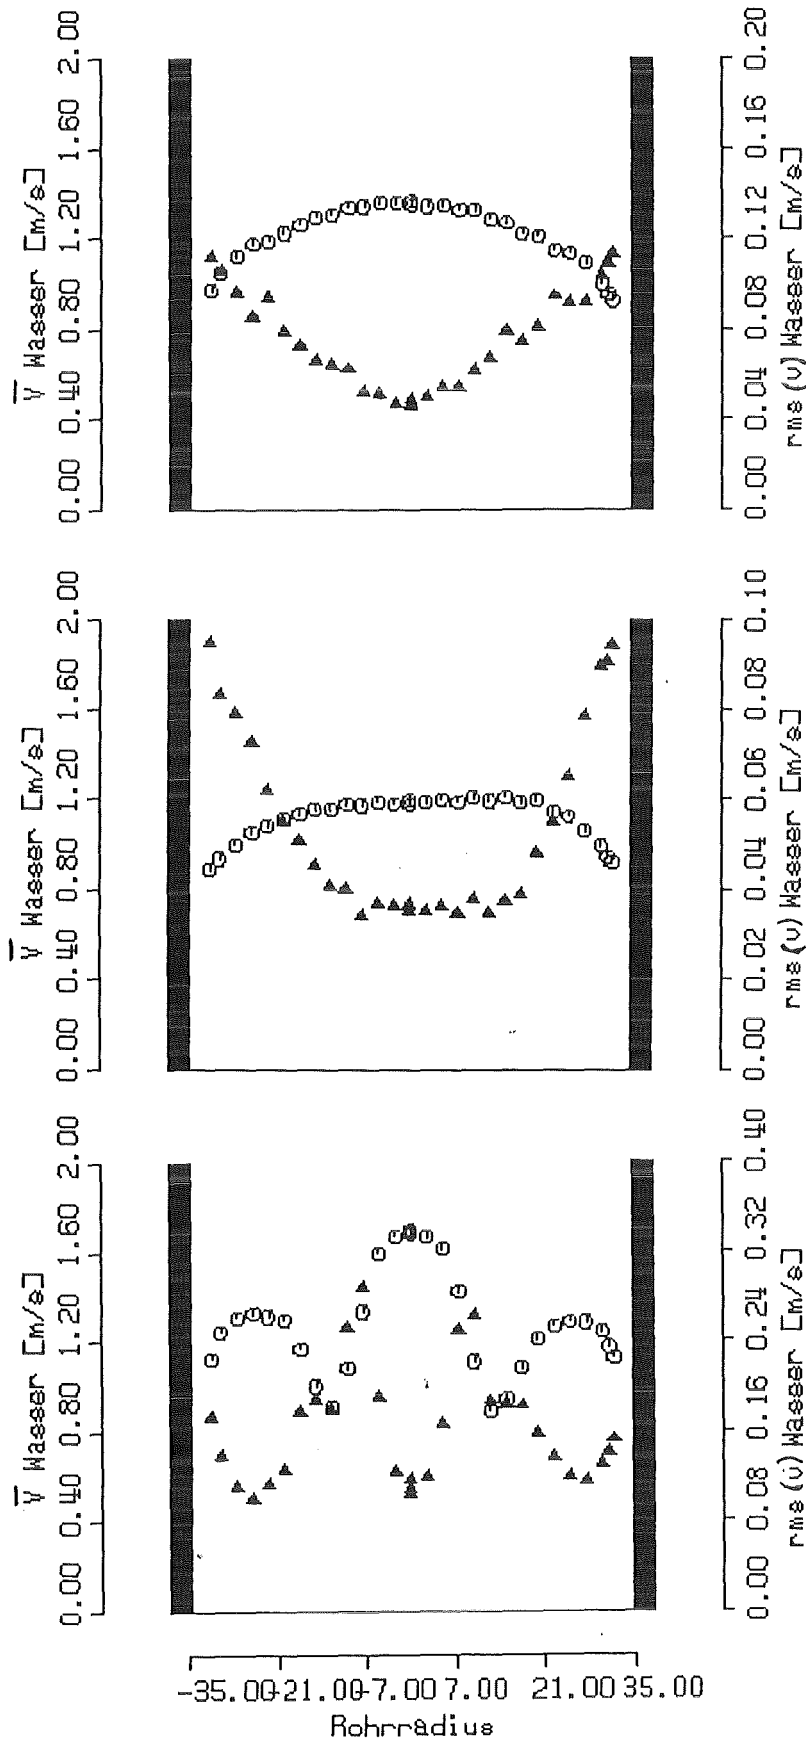 V̅ Wasser [m/s]
0.00 0.40 0.80 1.20 1.60 2.00
0.00 0.04 0.08 0.12 0.16 0.20
rms(v) Wasser [m/s]
V̅ Wasser [m/s]
0.00 0.40 0.80 1.20 1.60 2.00
0.00 0.02 0.04 0.06 0.08 0.10
rms(v) Wasser [m/s]
V̅ Wasser [m/s]
0.00 0.40 0.80 1.20 1.60 2.00
0.00 0.08 0.16 0.24 0.32 0.40
rms(v) Wasser [m/s]
-35.00 -21.00 -7.00 7.00 21.00 35.00
Rohrradius